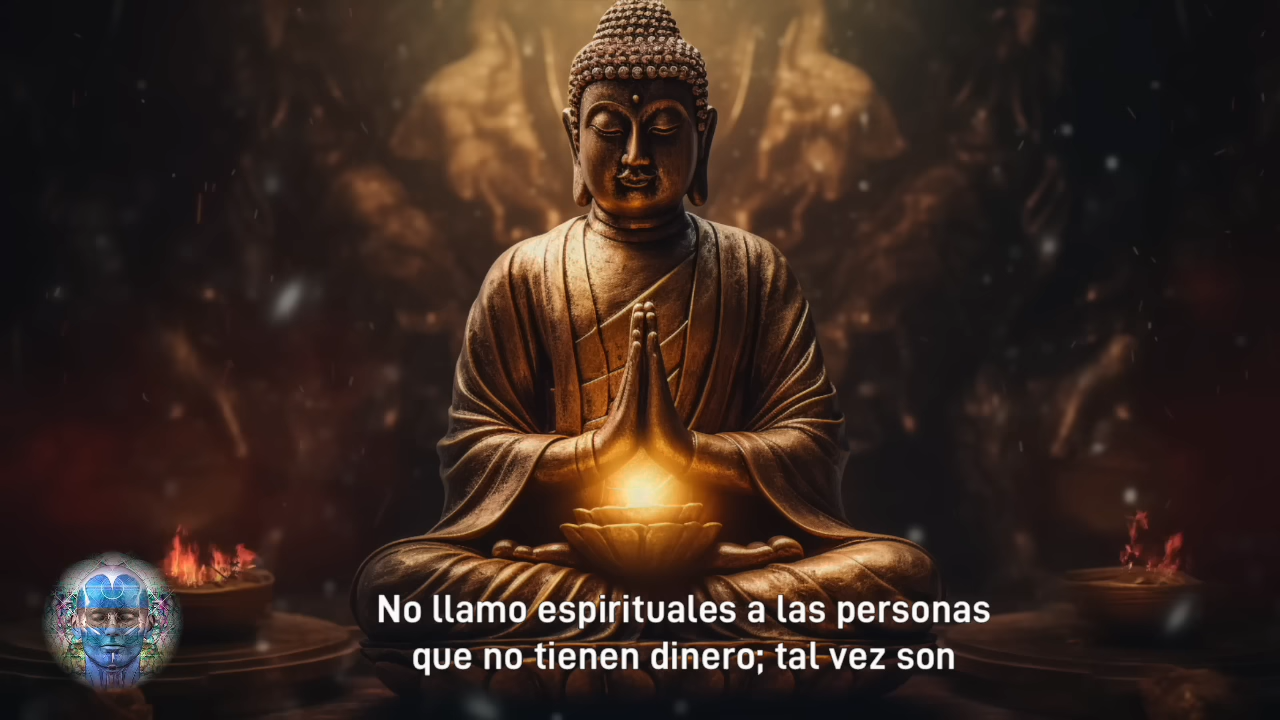 No llamo espirituales a las personas
que no tienen dinero; tal vez son